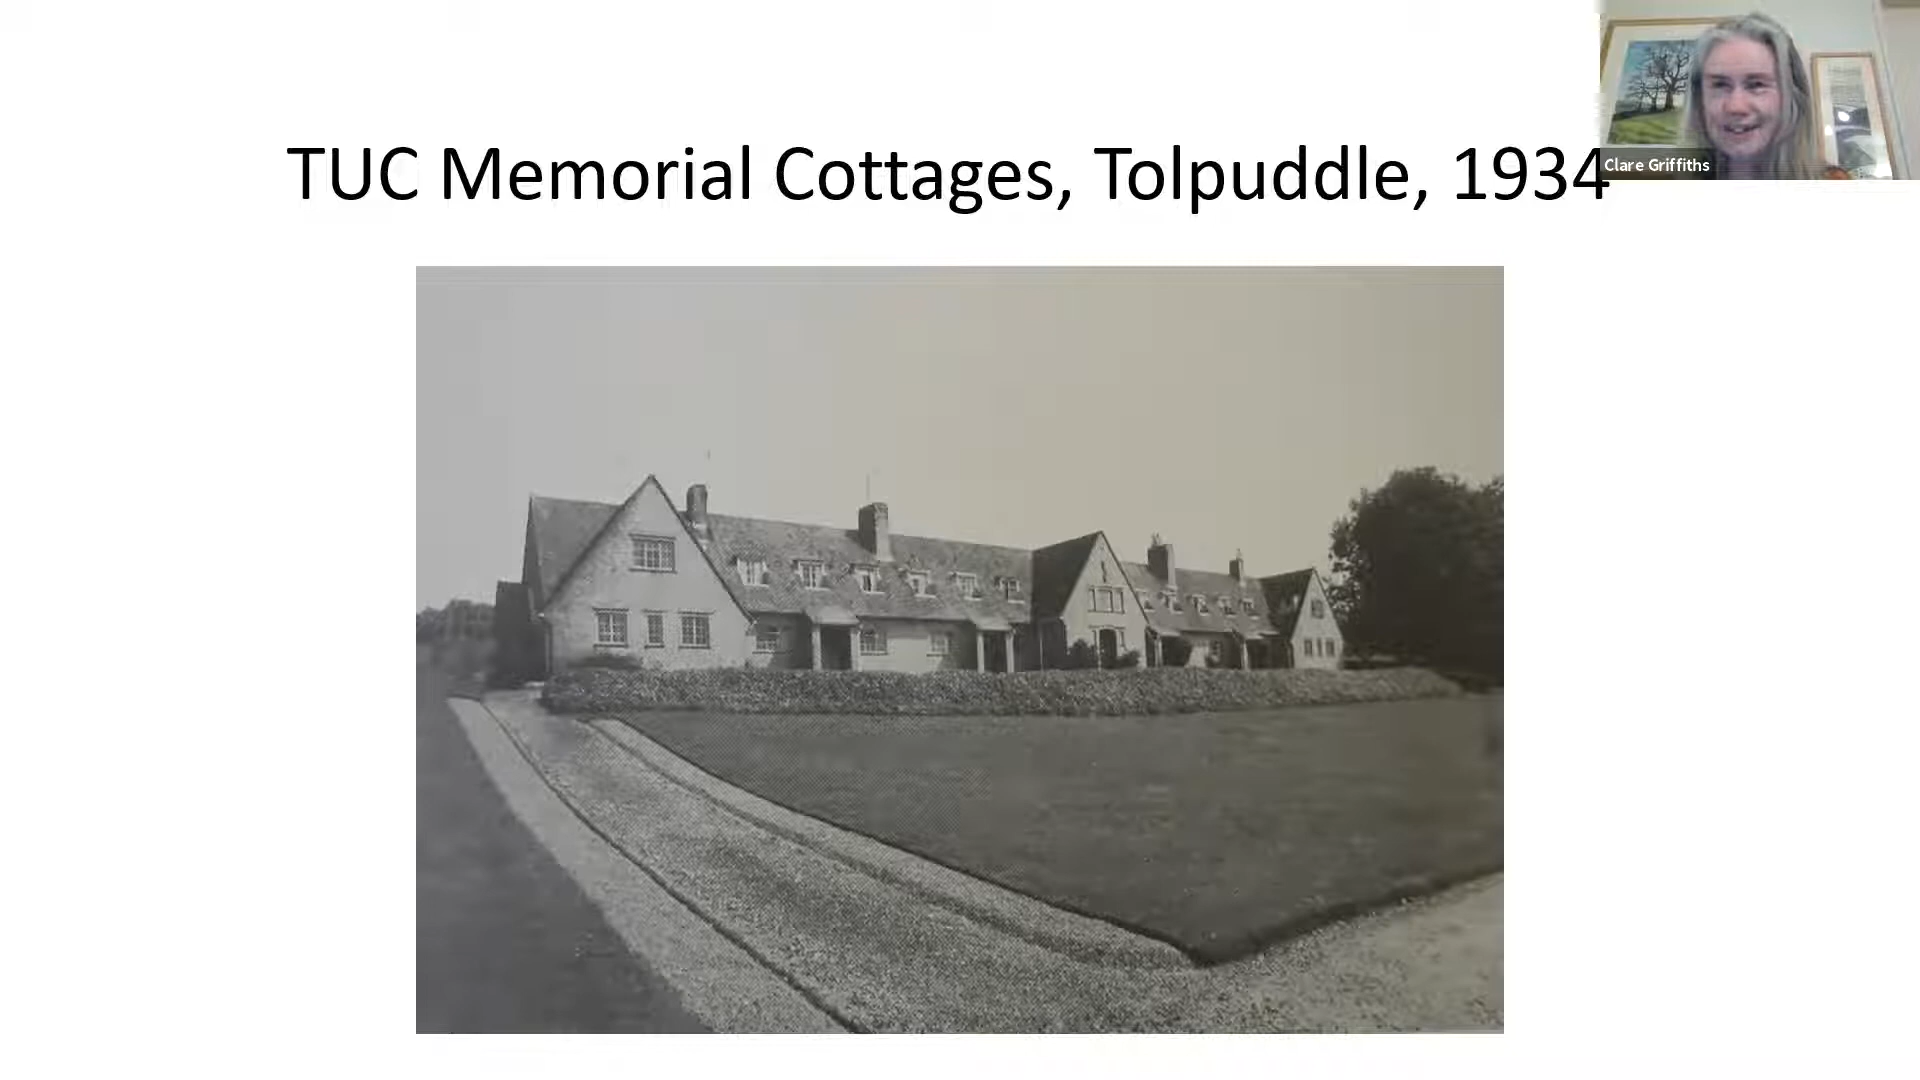 TUC Memorial Cottages, Tolpuddle, 1934
Clare Griffiths